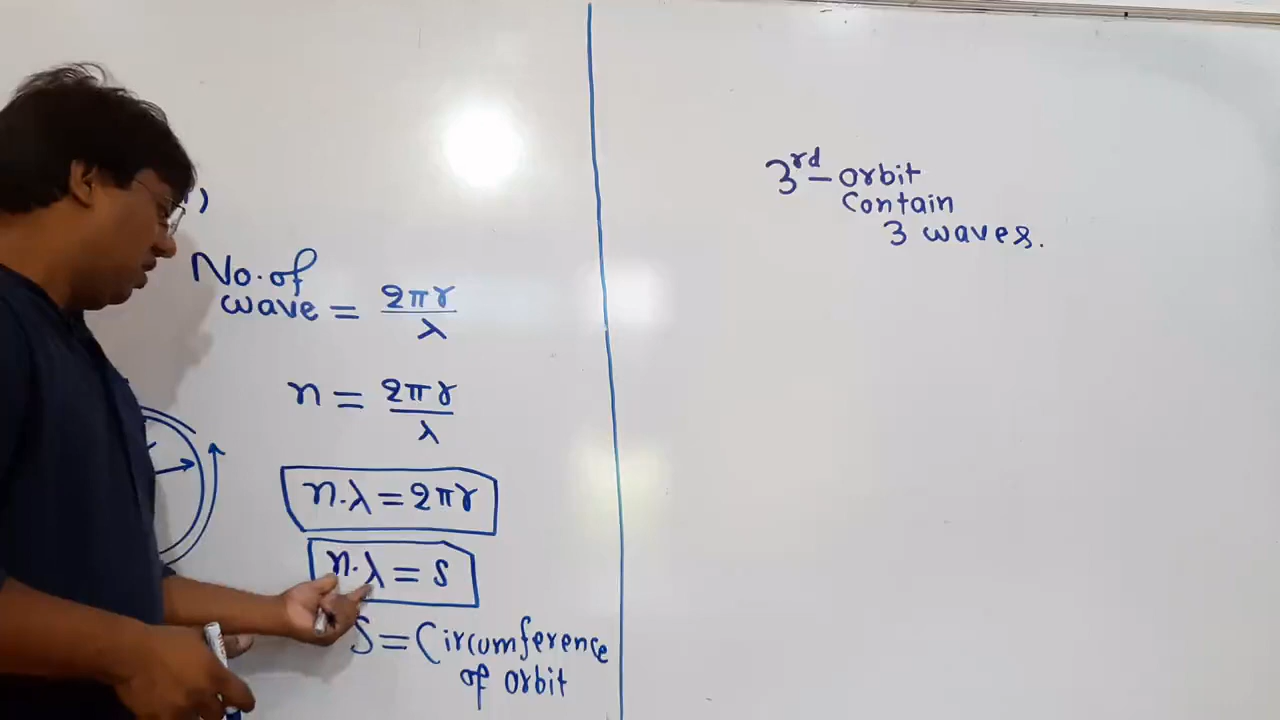 No. of
wave = 2πr/λ
n = 2πr/λ
n.λ = 2πr
n.λ = S
S = Circumference
of orbit
3rd orbit
Contain
3 waves.